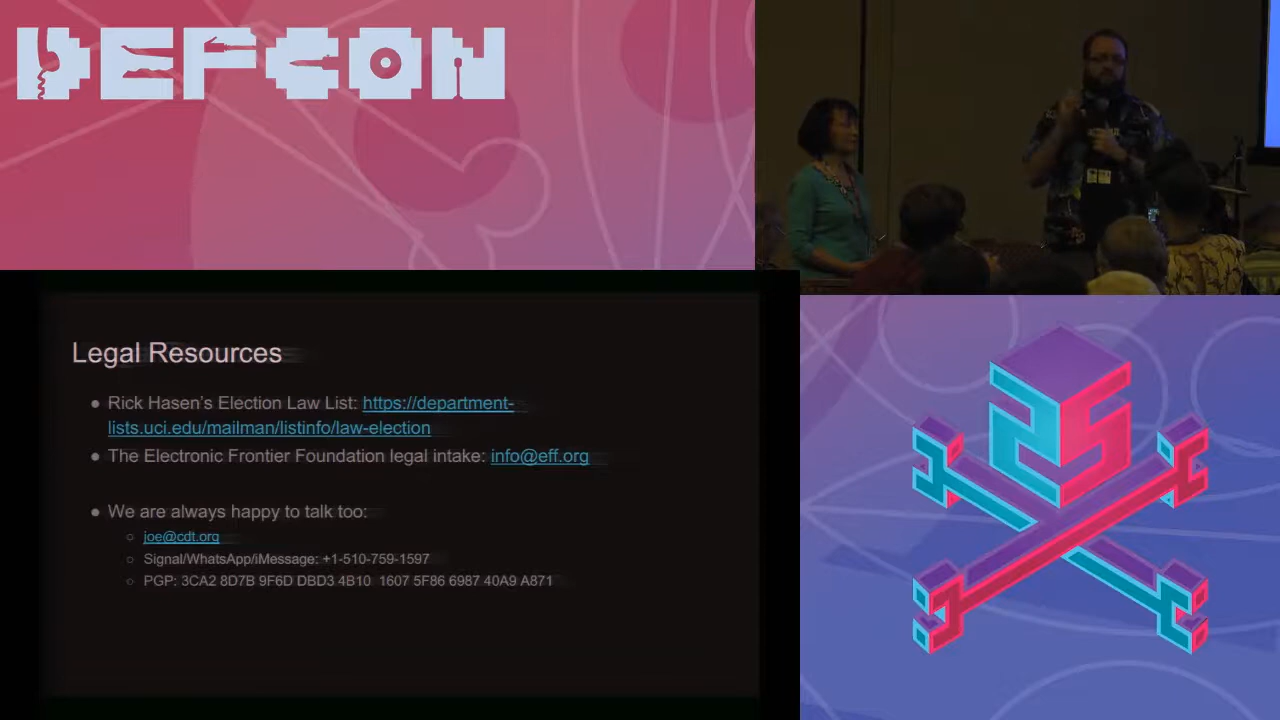 DEFCON
Legal Resources
● Rick Hasen's Election Law List: https://department-
lists.uci.edu/mailman/listinfo/law-election
● The Electronic Frontier Foundation legal intake: info@eff.org
● We are always happy to talk too:
○ joe@cdt.org
○ Signal/WhatsApp/iMessage: +1-510-759-1597
○ PGP: 3CA2 8D7B 9F6D DBD3 4B10 1607 5F86 6987 40A9 A871
25